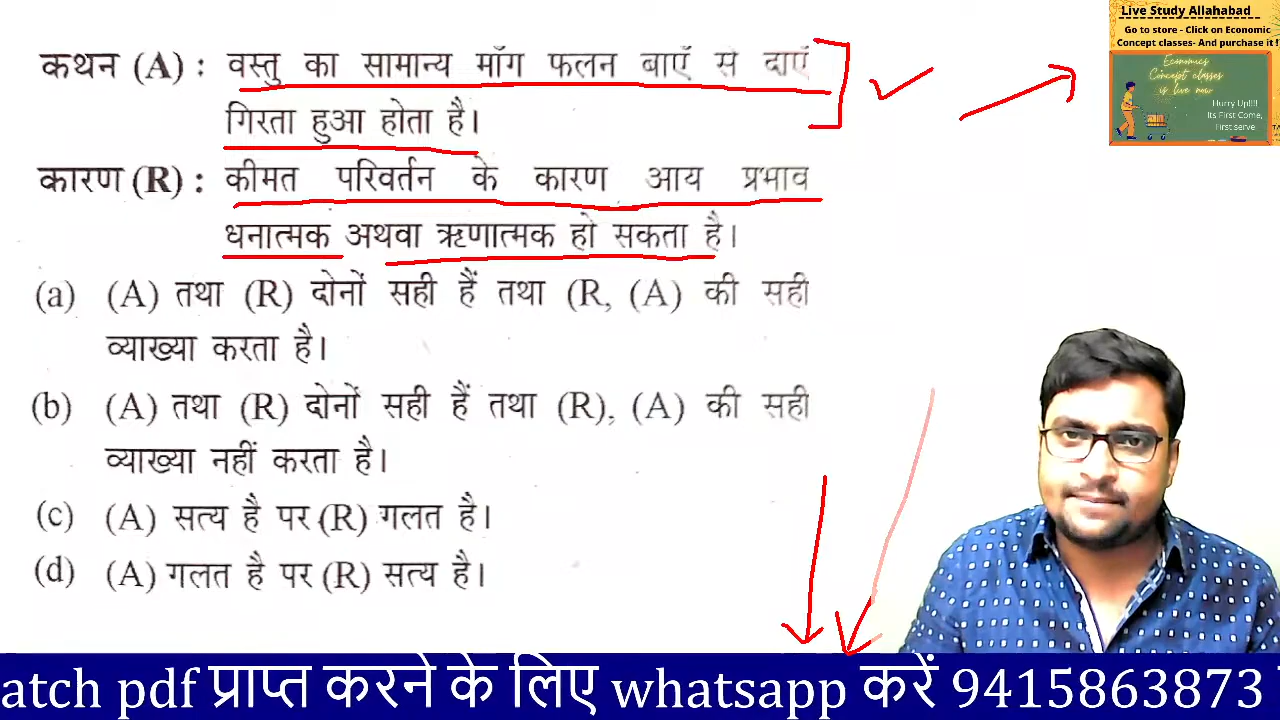 Live Study Allahabad
Go to store - Click on Economic
Concept classes- And purchase it !
Economics
Concept classes
is live now
Hurry Up!!!!
Its First Come,
First serve
कथन (A) : वस्तु का सामान्य माँग फलन बाएँ से दाएं
गिरता हुआ होता है।
कारण (R) : कीमत परिवर्तन के कारण आय प्रभाव
धनात्मक अथवा ऋणात्मक हो सकता है।
(a) (A) तथा (R) दोनों सही हैं तथा (R, (A) की सही
व्याख्या करता है।
(b) (A) तथा (R) दोनों सही हैं तथा (R), (A) की सही
व्याख्या नहीं करता है।
(c) (A) सत्य है पर (R) गलत है।
(d) (A) गलत है पर (R) सत्य है।
atch pdf प्राप्त करने के लिए whatsapp करें 9415863873